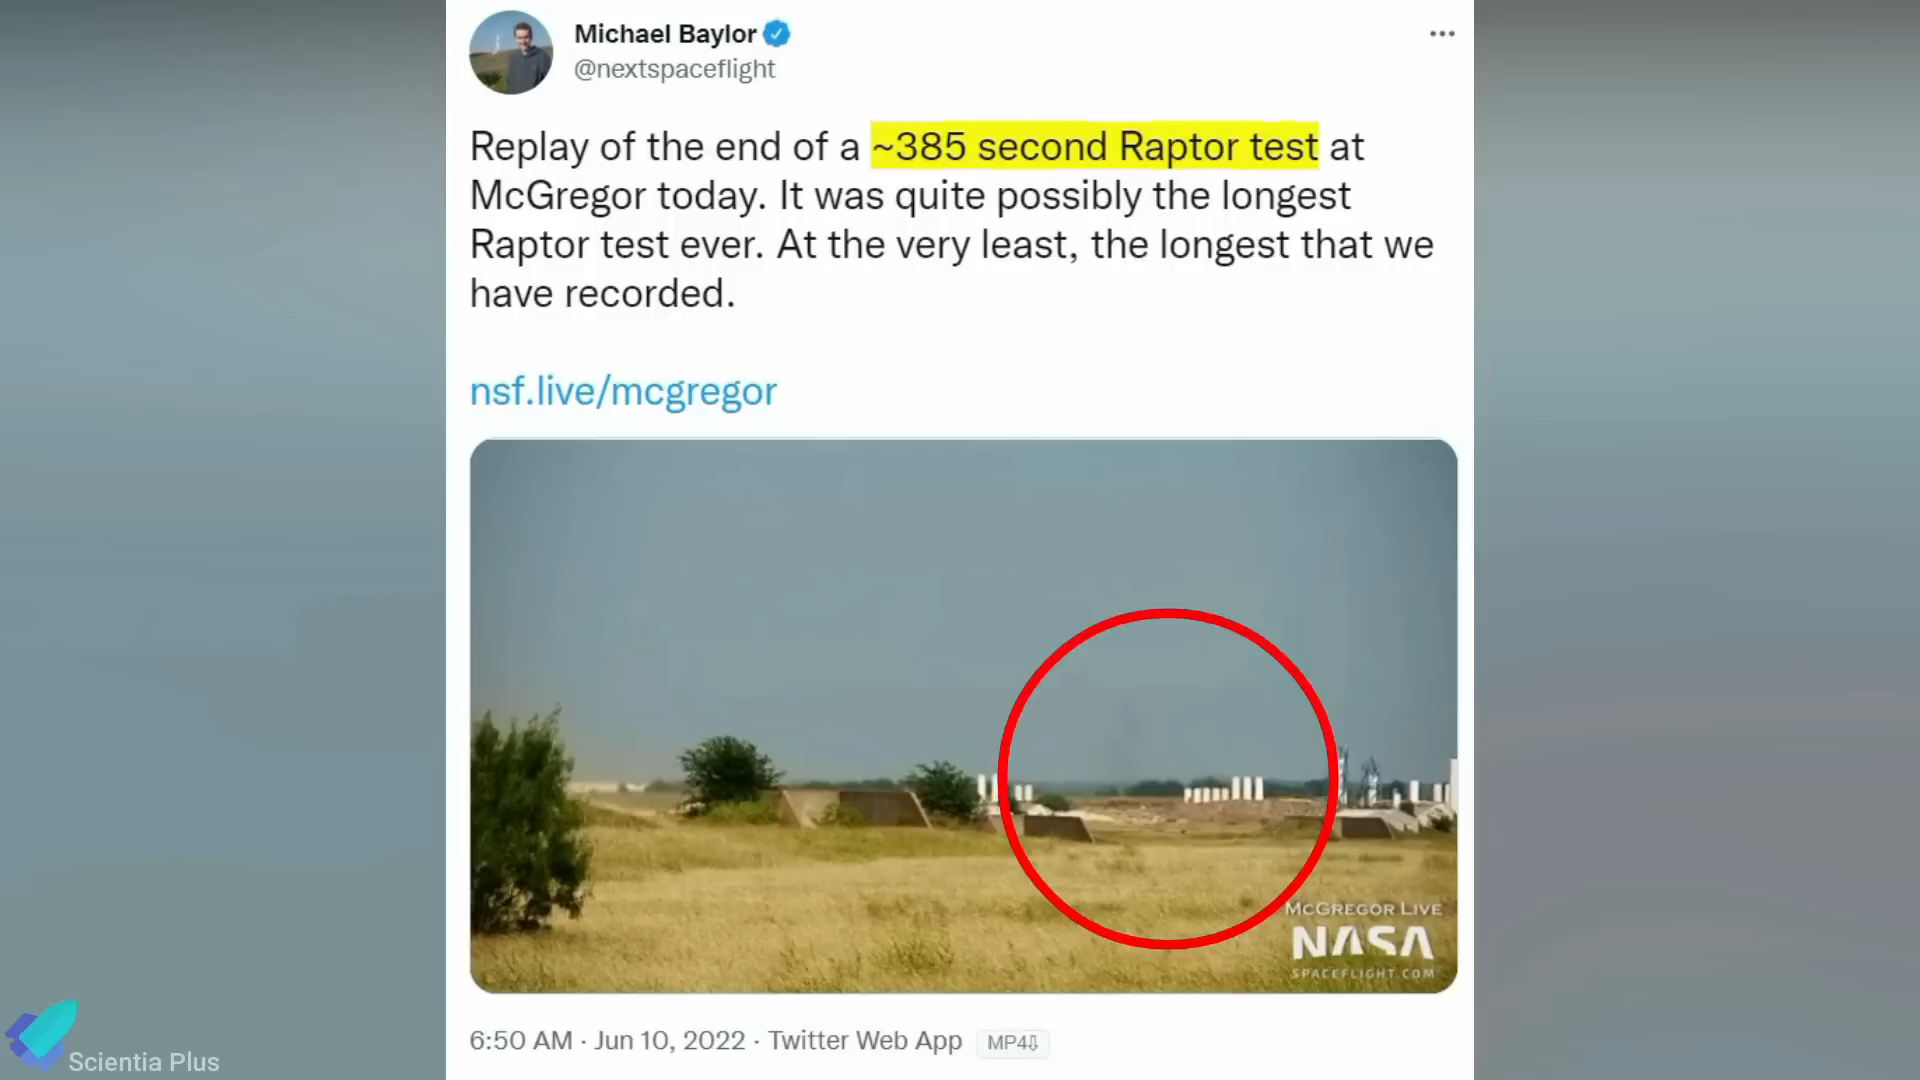 Michael Baylor
@nextspaceflight
Replay of the end of a ~385 second Raptor test at
McGregor today. It was quite possibly the longest
Raptor test ever. At the very least, the longest that we
have recorded.
nsf.live/mcgregor
McGREGOR LIVE
NASA
SPACEFLIGHT.COM
6:50 AM · Jun 10, 2022 · Twitter Web App MP4⇩
Scientia Plus